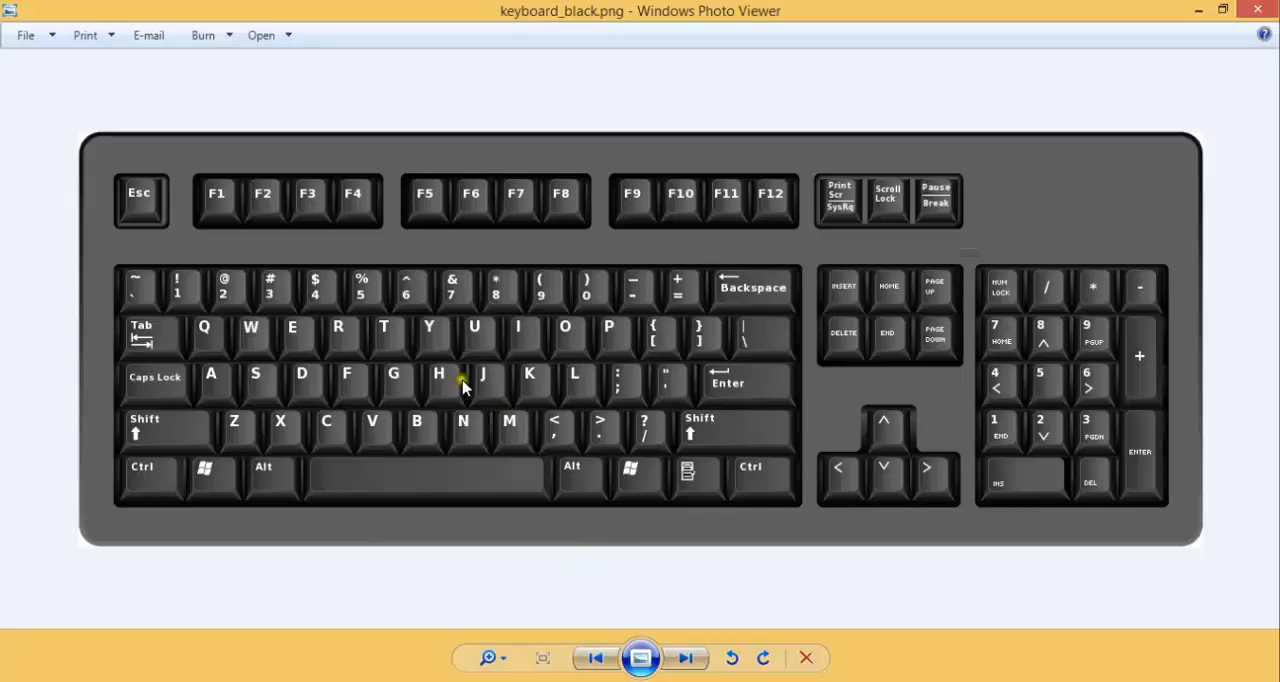 keyboard_black.png - Windows Photo Viewer
File Print E-mail Burn Open
Esc F1 F2 F3 F4 F5 F6 F7 F8 F9 F10 F11 F12 Print Scr SysRq Scroll Lock Pause Break
~ ! @ # $ % ^ & * ( ) _ + Backspace INSERT HOME PAGE UP NUM LOCK / * -
` 1 2 3 4 5 6 7 8 9 0 - =
Tab Q W E R T Y U I O P { [ } ] | \ DELETE END PAGE DOWN 7 HOME 8 ^ 9 PGUP +
Caps Lock A S D F G H J K L : ; " ' Enter 4 < 5 6 >
Shift Z X C V B N M < , > . ? / Shift ^ 1 END 2 V 3 PGDN ENTER
Ctrl Alt Alt Ctrl < V > INS DEL